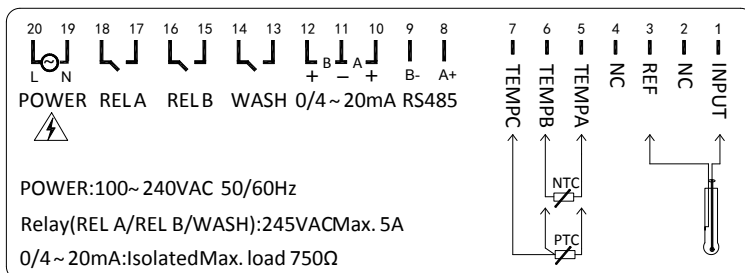 20 19 18 17 16 15 14 13 12 11 10 9 8 7 6 5 4 3 2 1
L ~ N + B − A + B- A+
POWER REL A REL B WASH 0/4~20mA RS485
TEMPC TEMPB TEMPA NC REF NC INPUT
NTC
PTC
POWER:100~240VAC 50/60Hz
Relay(REL A/REL B/WASH):245VACMax. 5A
0/4~20mA:IsolatedMax. load 750Ω